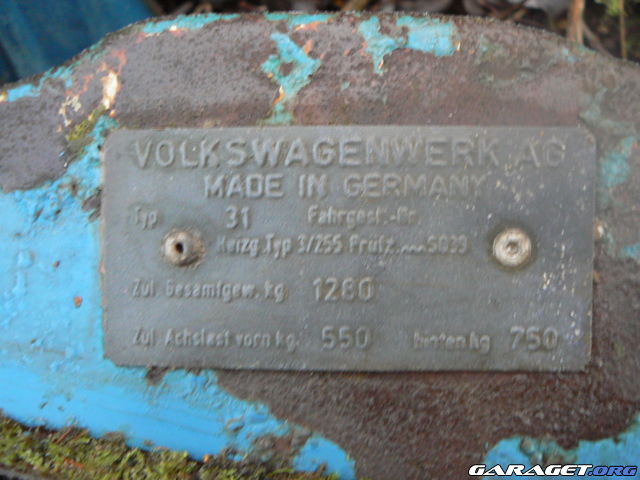 VOLKSWAGENWERK AG
MADE IN GERMANY
Typ 31 Fahrgest.-Nr.
Heizg.Typ 3/255 Prüfz. S039
Zul. Gesamtgew. kg 1280
Zul. Achslast vorn kg. 550 hinten kg 750
GARAGET.ORG